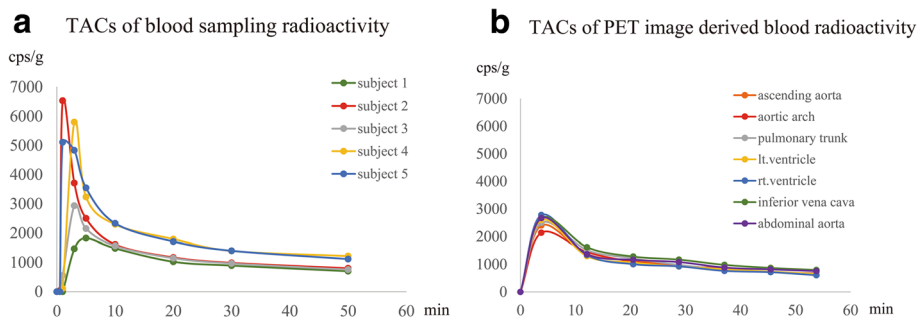 a TACs of blood sampling radioactivity
cps/g
7000
6000
5000
4000
3000
2000
1000
0
0 10 20 30 40 50 60 min
subject 1
subject 2
subject 3
subject 4
subject 5
b TACs of PET image derived blood radioactivity
cps/g
7000
6000
5000
4000
3000
2000
1000
0
0 10 20 30 40 50 60 min
ascending aorta
aortic arch
pulmonary trunk
lt.ventricle
rt.ventricle
inferior vena cava
abdominal aorta